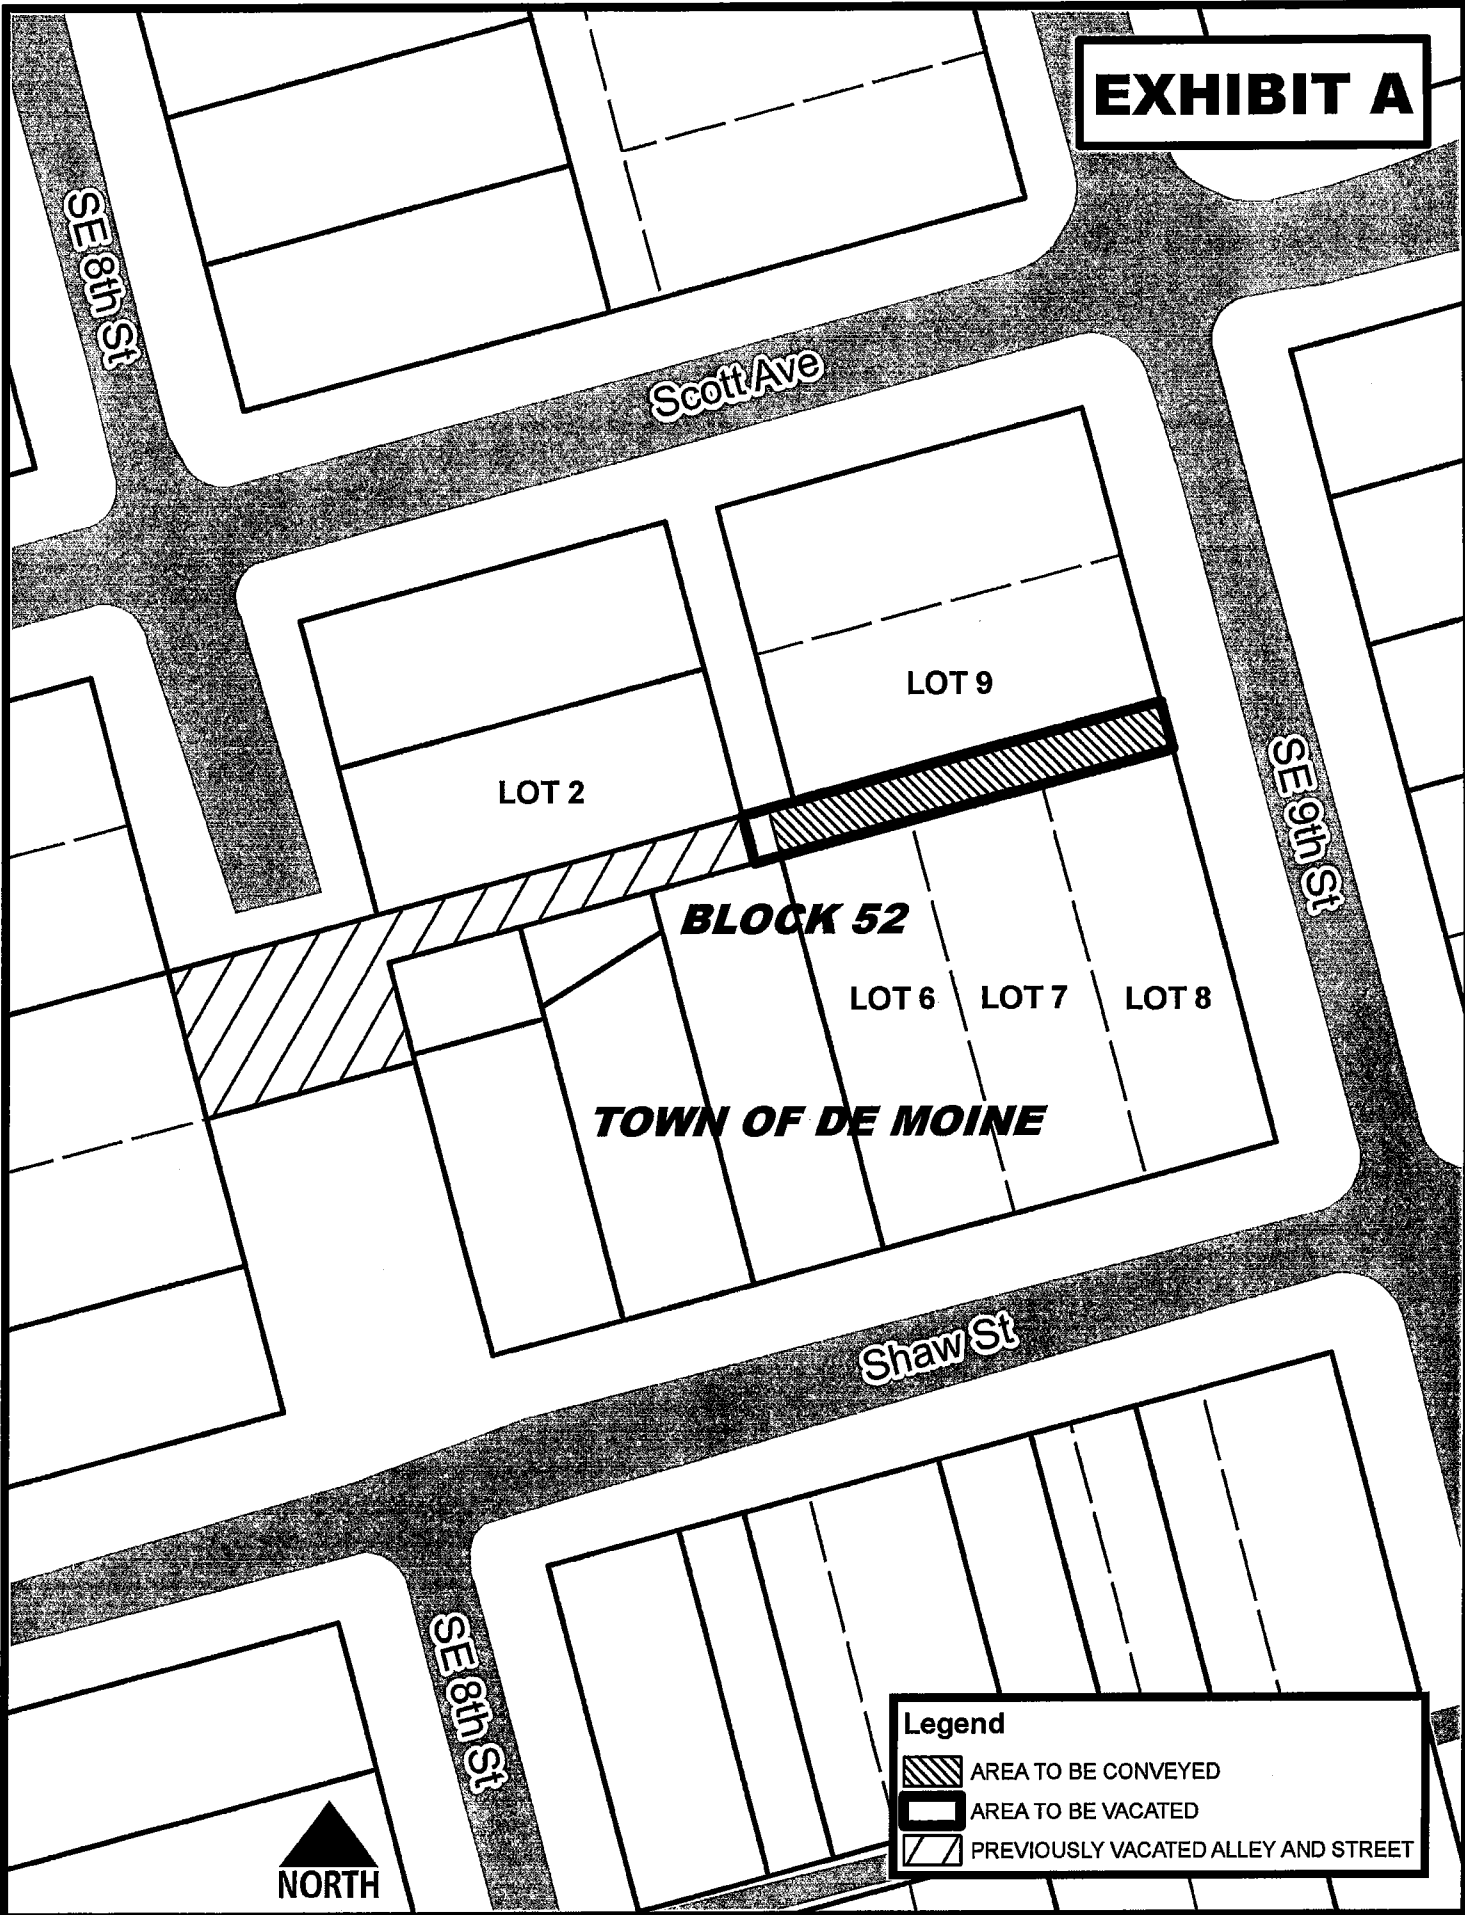 EXHIBIT A
SE 8th St
Scott Ave
LOT 9
LOT 2
SE 9th St
BLOCK 52
LOT 6
LOT 7
LOT 8
TOWN OF DE MOINE
Shaw St
SE 8th St
Legend
AREA TO BE CONVEYED
AREA TO BE VACATED
PREVIOUSLY VACATED ALLEY AND STREET
NORTH